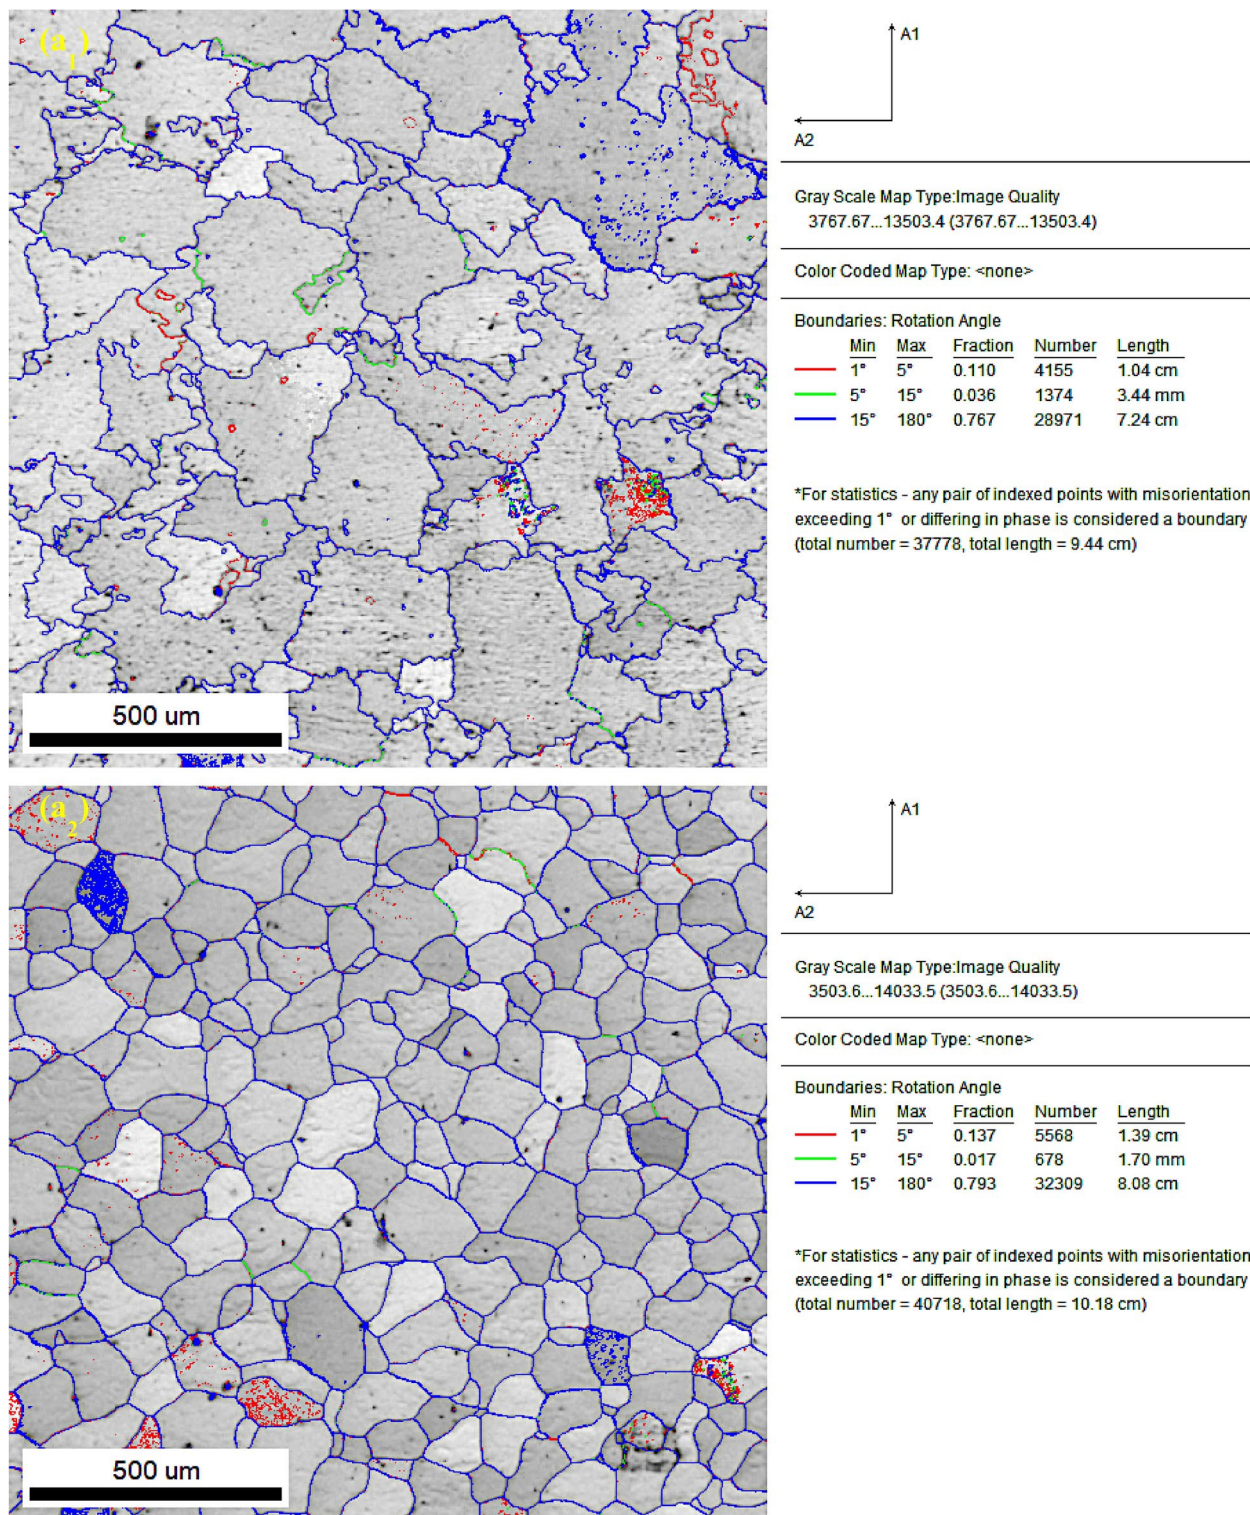 (a1)
500 um
A1
A2
Gray Scale Map Type:Image Quality
3767.67...13503.4 (3767.67...13503.4)
Color Coded Map Type: <none>
Boundaries: Rotation Angle
Min Max Fraction Number Length
1° 5° 0.110 4155 1.04 cm
5° 15° 0.036 1374 3.44 mm
15° 180° 0.767 28971 7.24 cm
*For statistics - any pair of indexed points with misorientation
exceeding 1° or differing in phase is considered a boundary
(total number = 37778, total length = 9.44 cm)
(a2)
500 um
A1
A2
Gray Scale Map Type:Image Quality
3503.6...14033.5 (3503.6...14033.5)
Color Coded Map Type: <none>
Boundaries: Rotation Angle
Min Max Fraction Number Length
1° 5° 0.137 5568 1.39 cm
5° 15° 0.017 678 1.70 mm
15° 180° 0.793 32309 8.08 cm
*For statistics - any pair of indexed points with misorientation
exceeding 1° or differing in phase is considered a boundary
(total number = 40718, total length = 10.18 cm)